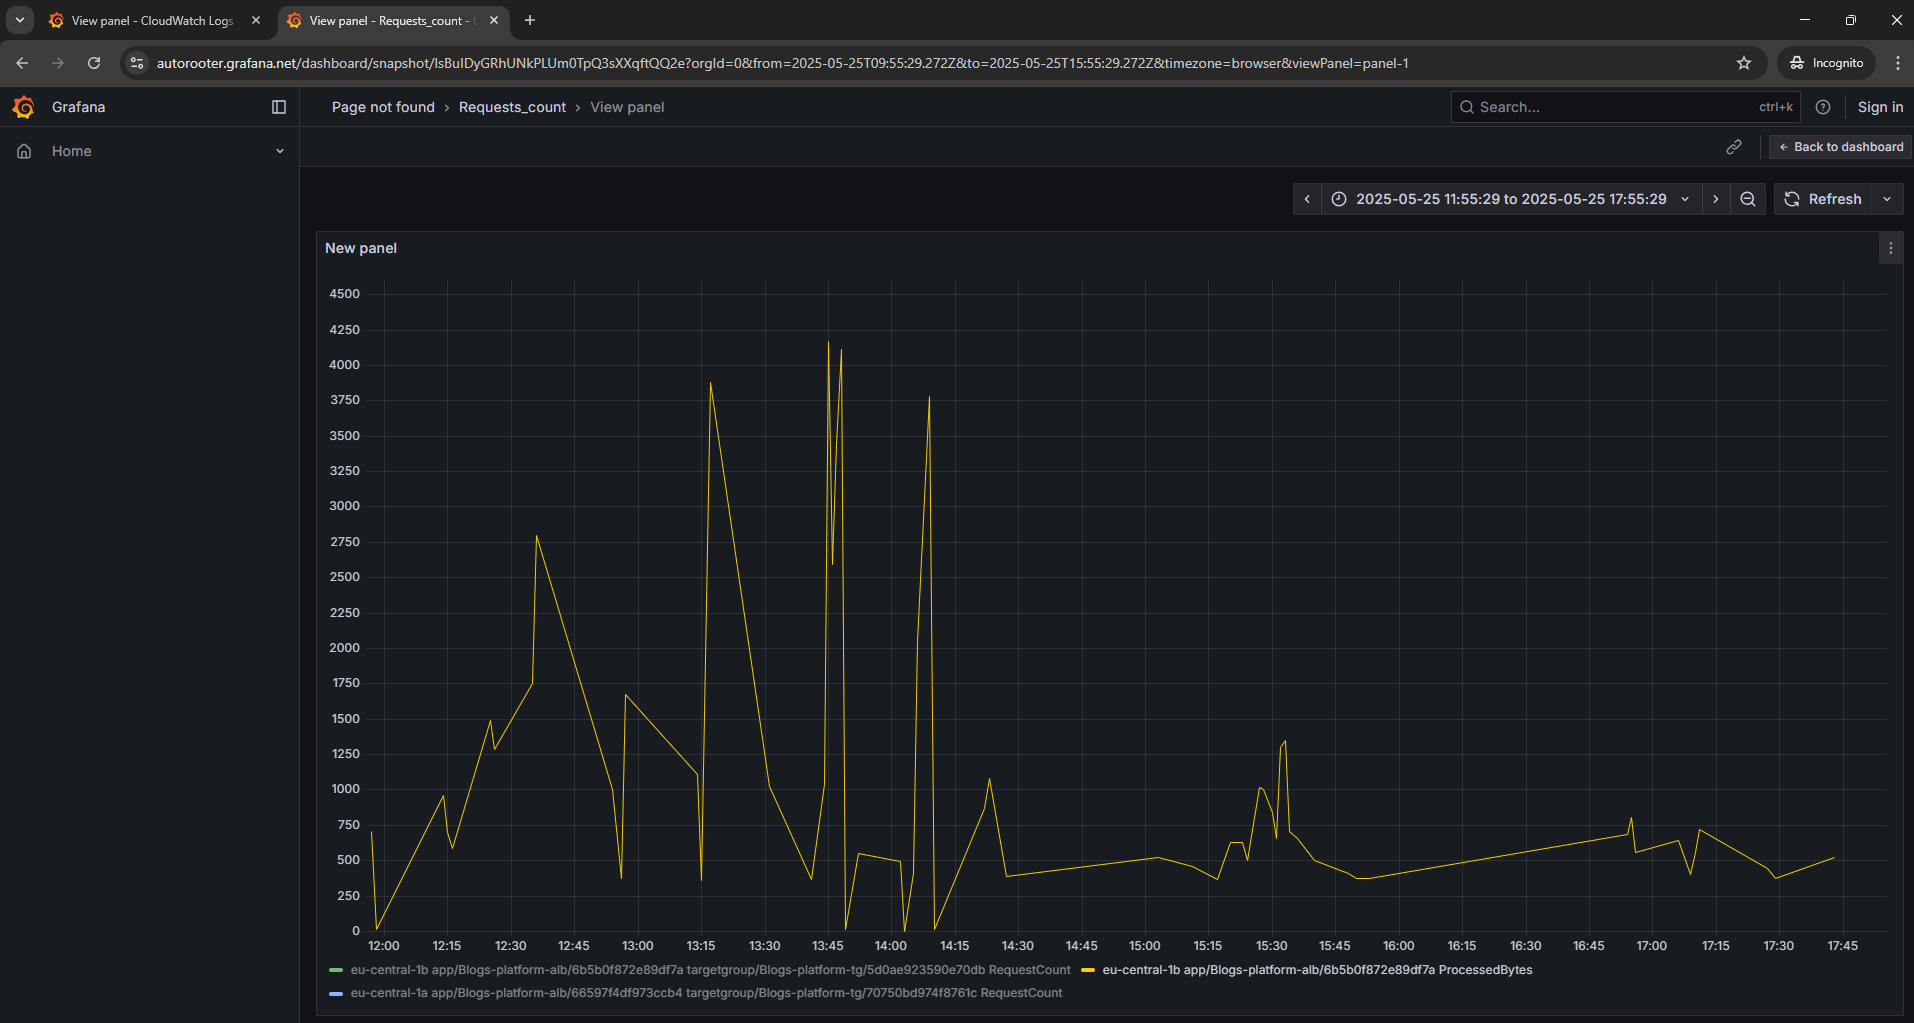 View panel - CloudWatch Logs
View panel - Requests_count -
autorooter.grafana.net/dashboard/snapshot/IsBuIDyGRhUNkPLUm0TpQ3sXXqftQQ2e?orgId=0&from=2025-05-25T09:55:29.272Z&to=2025-05-25T15:55:29.272Z&timezone=browser&viewPanel=panel-1
Incognito
Grafana
Page not found › Requests_count › View panel
Search... ctrl+k
Sign in
Home
Back to dashboard
2025-05-25 11:55:29 to 2025-05-25 17:55:29
Refresh
New panel
4500
4250
4000
3750
3500
3250
3000
2750
2500
2250
2000
1750
1500
1250
1000
750
500
250
0
12:00 12:15 12:30 12:45 13:00 13:15 13:30 13:45 14:00 14:15 14:30 14:45 15:00 15:15 15:30 15:45 16:00 16:15 16:30 16:45 17:00 17:15 17:30 17:45
eu-central-1b app/Blogs-platform-alb/6b5b0f872e89df7a targetgroup/Blogs-platform-tg/5d0ae923590e70db RequestCount eu-central-1b app/Blogs-platform-alb/6b5b0f872e89df7a ProcessedBytes
eu-central-1a app/Blogs-platform-alb/66597f4df973ccb4 targetgroup/Blogs-platform-tg/70750bd974f8761c RequestCount